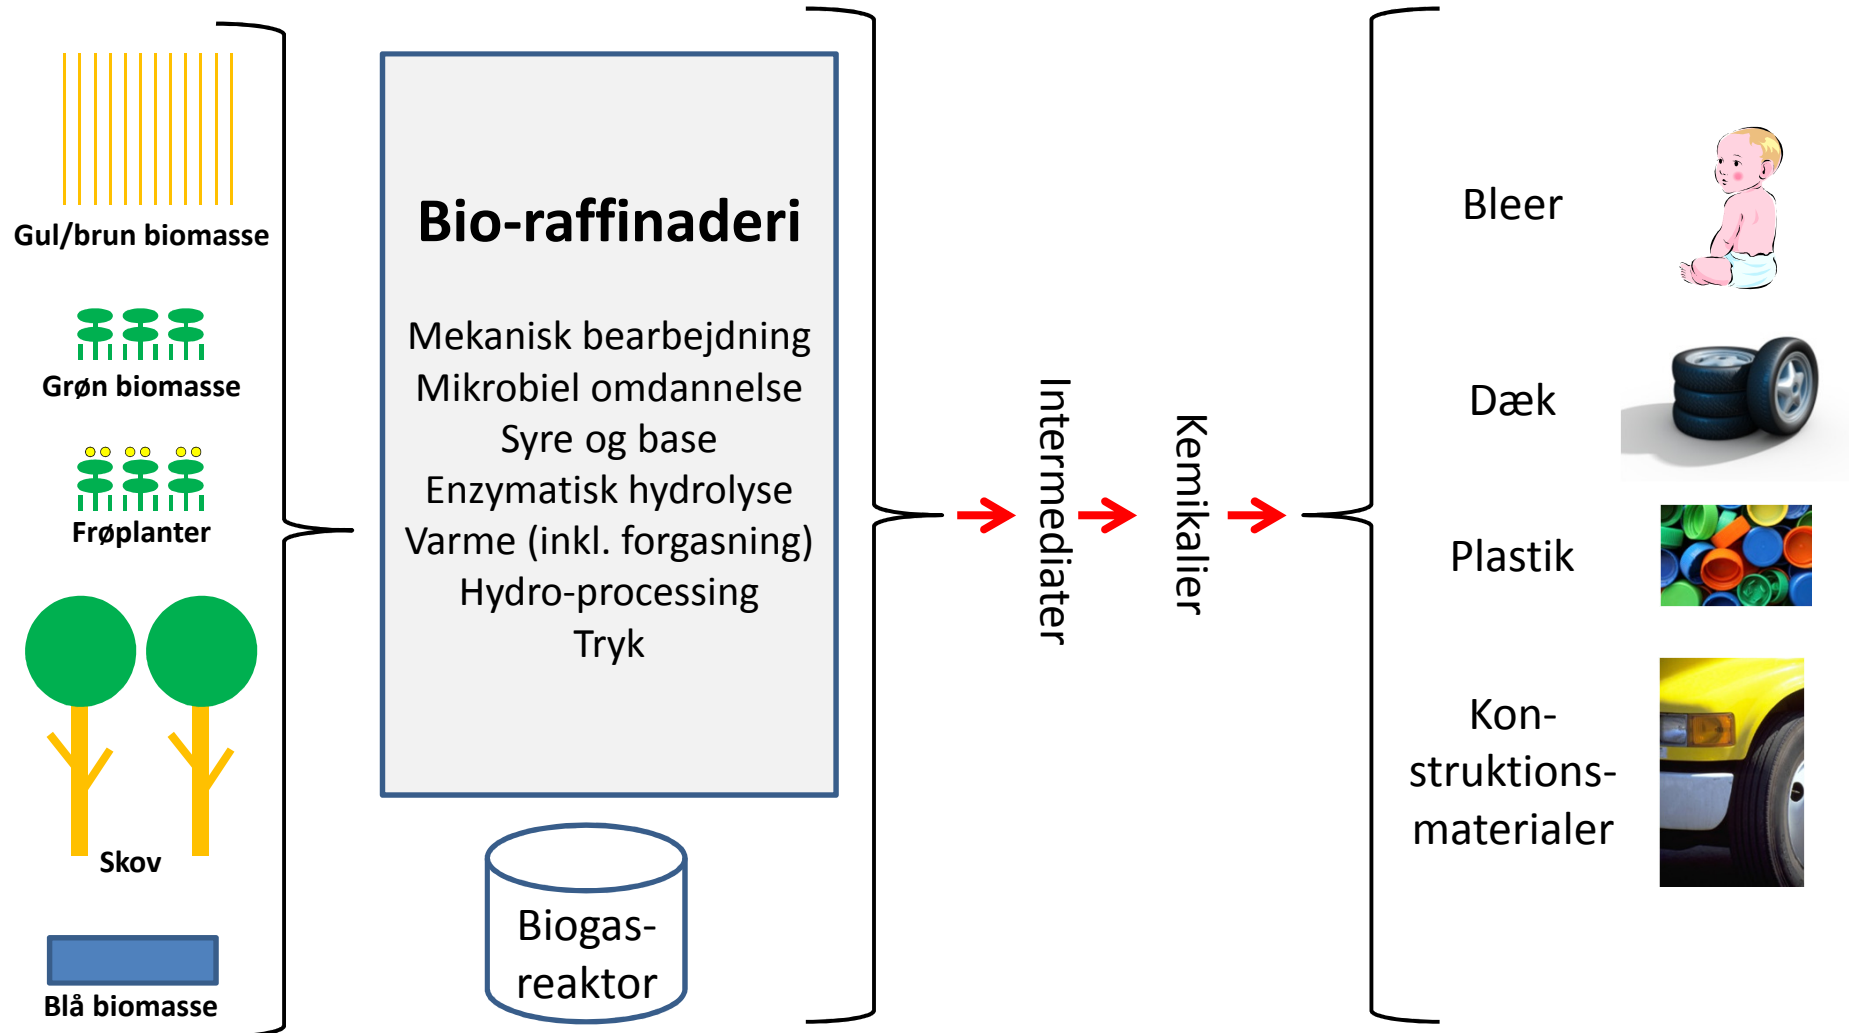 Gul/brun biomasse
Grøn biomasse
Frøplanter
Skov
Blå biomasse
Bio-raffinaderi
Mekanisk bearbejdning
Mikrobiel omdannelse
Syre og base
Enzymatisk hydrolyse
Varme (inkl. forgasning)
Hydro-processing
Tryk
Biogas-
reaktor
Intermediater
Kemikalier
Bleer
Dæk
Plastik
Kon-
struktions-
materialer